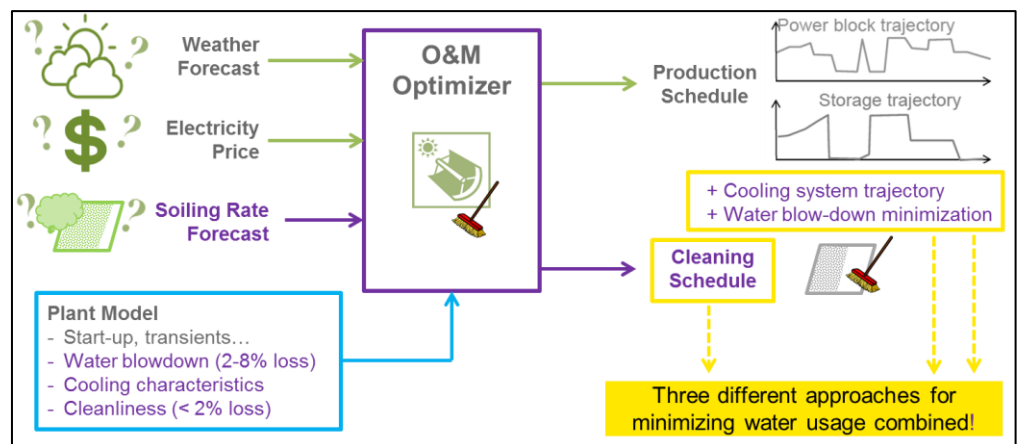 Weather
Forecast
?
?
Electricity
Price
?
$
?
Soiling Rate
Forecast
?
?
O&M
Optimizer
Plant Model
- Start-up, transients…
- Water blowdown (2-8% loss)
- Cooling characteristics
- Cleanliness (< 2% loss)
Production
Schedule
Power block trajectory
Storage trajectory
+ Cooling system trajectory
+ Water blow-down minimization
Cleaning
Schedule
Three different approaches for
minimizing water usage combined!